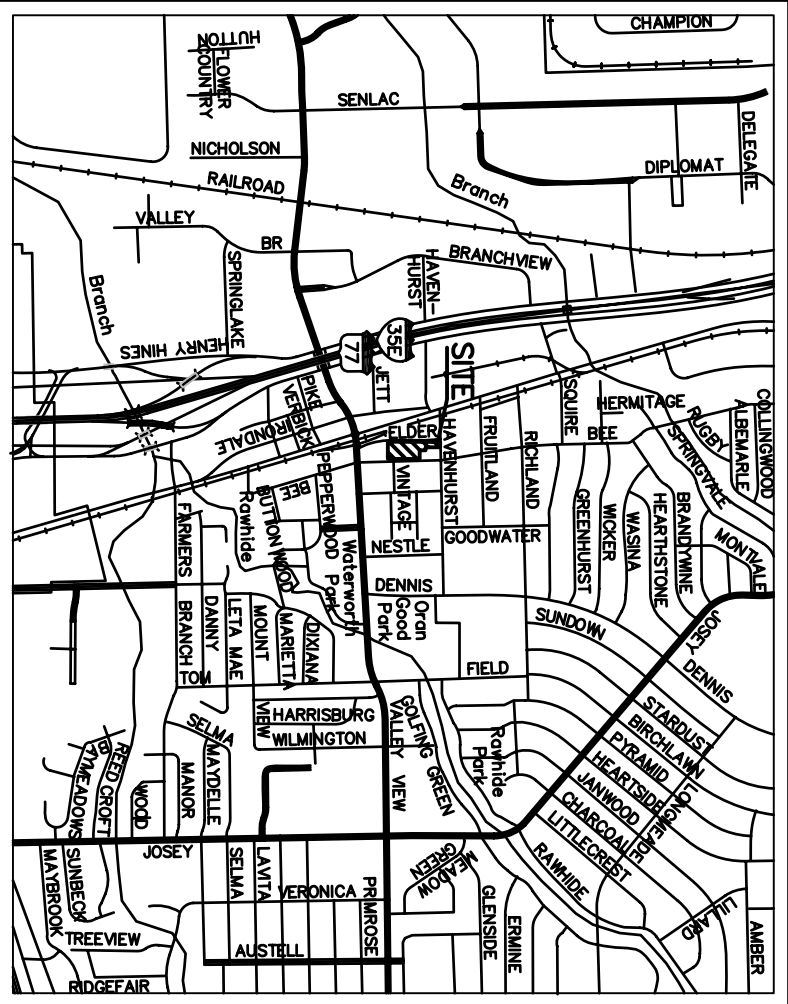 CHAMPION
HUTTON
FLOWER
COUNTRY
SENLAC
DELEGATE
NICHOLSON
DIPLOMAT
RAILROAD
Branch
VALLEY
BR
BRANCHVIEW
HAVEN-
HURST
SPRINGLAKE
Branch
HENRY HINES
35E
77
SITE
JETT
PIKE
VERBICK
IRONDALE
SQUIRE
HERMITAGE
BEE
RUGBY
ALBEMARLE
COLLINGWOOD
SPRINGVALE
ELDER
HAVENHURST
FRUITLAND
RICHLAND
VINTAGE
PEPPERWOOD
BEE
BUTTONWOOD
Rawhide
Park
FARMERS
BRANCH
NESTLE
GOODWATER
GREENHURST
WICKER
WASINA
HEARTHSTONE
BRANDYWINE
MONTVALE
Waterworth
DENNIS
Oran
Good
Park
SUNDOWN
JOSEY
DENNIS
DANNY
LETA MAE
MOUNT
VIEW
MARIETTA
DIXIANA
TOM
FIELD
HARRISBURG
WILMINGTON
GOLFING GREEN
VALLEY VIEW
Rawhide
Park
STARDUST
BIRCHLAWN
PYRAMID
HEARTSIDE
JANWOOD
CHARCOAL
LITTLECREST
LONGMEADE
SELMA
MAYDELLE
MANOR
WOOD
REED CROFT
BAYMEADOWS
JOSEY
RAWHIDE
MEADOW
GREEN
MAYBROOK
SUNBECK
SELMA
LAVITA
VERONICA
PRIMROSE
GLENSIDE
ERMINE
LILLARD
AMBER
TREEVIEW
AUSTELL
RIDGEFAIR